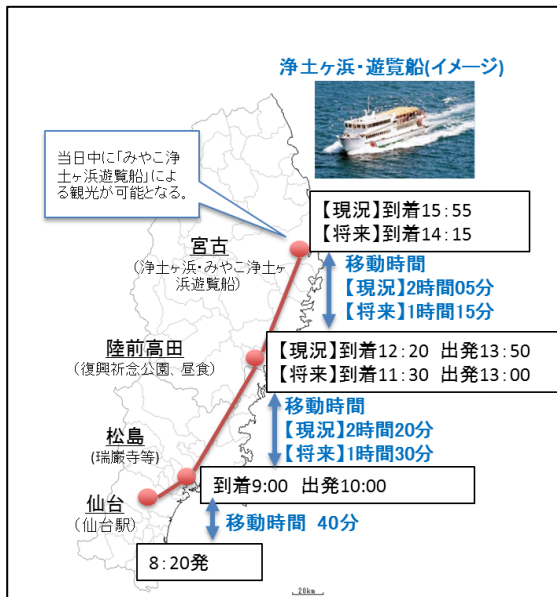 浄土ヶ浜・遊覧船(イメージ)
当日中に「みやこ浄
土ヶ浜遊覧船」によ
る観光が可能となる。
【現況】到着15:55
【将来】到着14:15
宮古
(浄土ヶ浜・みやこ浄土ヶ
浜遊覧船)
移動時間
【現況】2時間05分
【将来】1時間15分
陸前高田
(復興祈念公園、昼食)
【現況】到着12:20 出発13:50
【将来】到着11:30 出発13:00
移動時間
【現況】2時間20分
【将来】1時間30分
松島
(瑞巌寺等)
到着9:00 出発10:00
仙台
(仙台駅)
移動時間 40分
8:20発
20km